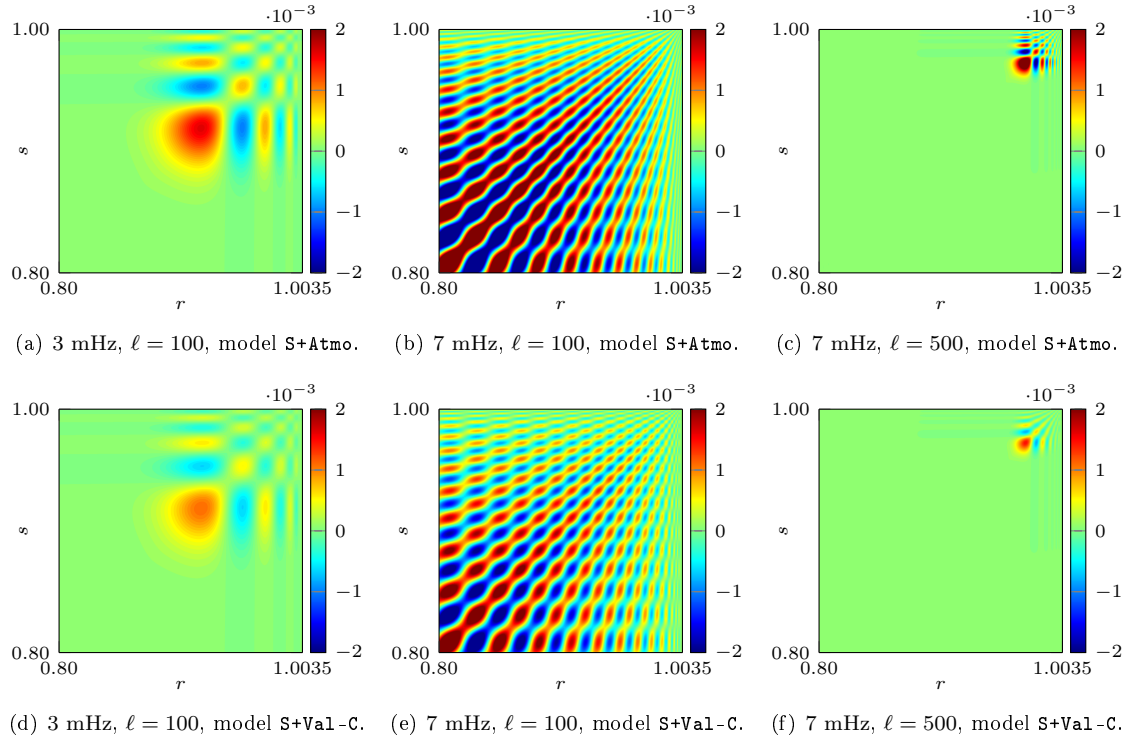 ·10⁻³ ·10⁻³ ·10⁻³
1.00 2 1.00 2 1.00 2
1 1 1
s 0 s 0 s 0
−1 −1 −1
0.80 −2 0.80 −2 0.80 −2
0.80 1.0035 0.80 1.0035 0.80 1.0035
r r r
(a) 3 mHz, ℓ = 100, model S+Atmo. (b) 7 mHz, ℓ = 100, model S+Atmo. (c) 7 mHz, ℓ = 500, model S+Atmo.
·10⁻³ ·10⁻³ ·10⁻³
1.00 2 1.00 2 1.00 2
1 1 1
s 0 s 0 s 0
−1 −1 −1
0.80 −2 0.80 −2 0.80 −2
0.80 1.0035 0.80 1.0035 0.80 1.0035
r r r
(d) 3 mHz, ℓ = 100, model S+Val-C. (e) 7 mHz, ℓ = 100, model S+Val-C. (f) 7 mHz, ℓ = 500, model S+Val-C.